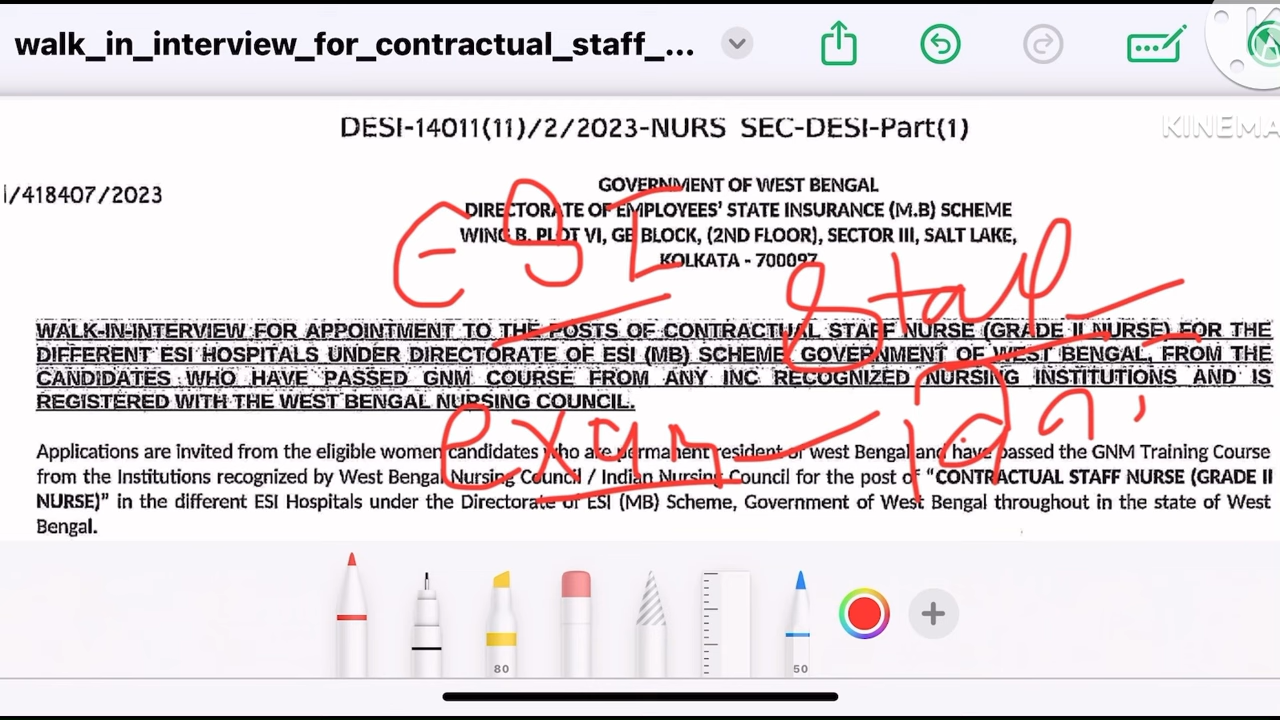 walk_in_interview_for_contractual_staff_...
DESI-14011(11)/2/2023-NURS SEC-DESI-Part(1)
KINEMA
I/418407/2023
GOVERNMENT OF WEST BENGAL
DIRECTORATE OF EMPLOYEES' STATE INSURANCE (M.B) SCHEME
WING B, PLOT VI, GE BLOCK, (2ND FLOOR), SECTOR III, SALT LAKE,
KOLKATA - 700097
ESI
Staff
WALK-IN-INTERVIEW FOR APPOINTMENT TO THE POSTS OF CONTRACTUAL STAFF NURSE (GRADE II NURSE) FOR THE
DIFFERENT ESI HOSPITALS UNDER DIRECTORATE OF ESI (MB) SCHEME, GOVERNMENT OF WEST BENGAL, FROM THE
CANDIDATES WHO HAVE PASSED GNM COURSE FROM ANY INC RECOGNIZED NURSING INSTITUTIONS AND IS
REGISTERED WITH THE WEST BENGAL NURSING COUNCIL.
exam
Applications are invited from the eligible women candidates who are permanent resident of west Bengal and have passed the GNM Training Course
from the Institutions recognized by West Bengal Nursing Council / Indian Nursing Council for the post of "CONTRACTUAL STAFF NURSE (GRADE II
NURSE)" in the different ESI Hospitals under the Directorate of ESI (MB) Scheme, Government of West Bengal throughout in the state of West
Bengal.
80
50